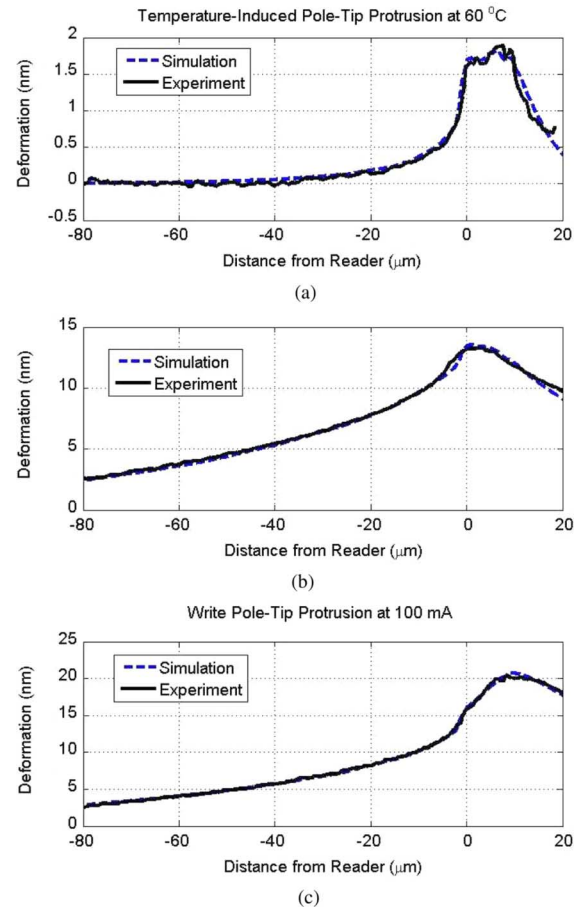 Temperature-Induced Pole-Tip Protrusion at 60 ⁰C
Deformation (nm)
2
1.5
1
0.5
0
-0.5
Simulation
Experiment
-80 -60 -40 -20 0 20
Distance from Reader (μm)
(a)
Deformation (nm)
15
10
5
0
Simulation
Experiment
-80 -60 -40 -20 0 20
Distance from Reader (μm)
(b)
Write Pole-Tip Protrusion at 100 mA
Deformation (nm)
25
20
15
10
5
0
Simulation
Experiment
-80 -60 -40 -20 0 20
Distance from Reader (μm)
(c)